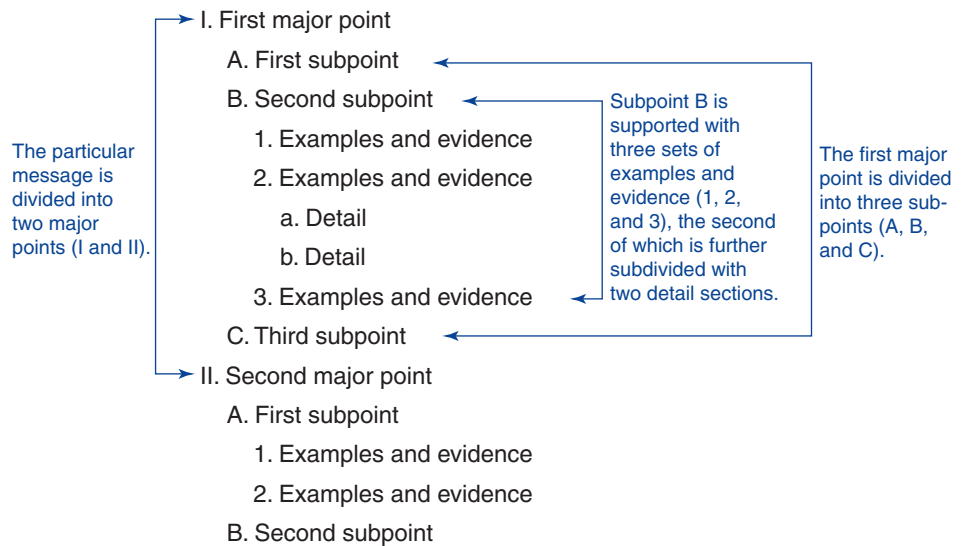 I. First major point
A. First subpoint
B. Second subpoint
1. Examples and evidence
2. Examples and evidence
a. Detail
b. Detail
3. Examples and evidence
C. Third subpoint
II. Second major point
A. First subpoint
1. Examples and evidence
2. Examples and evidence
B. Second subpoint
The particular
message is
divided into
two major
points (I and II).
Subpoint B is
supported with
three sets of
examples and
evidence (1, 2,
and 3), the second
of which is further
subdivided with
two detail sections.
The first major
point is divided
into three sub-
points (A, B,
and C).